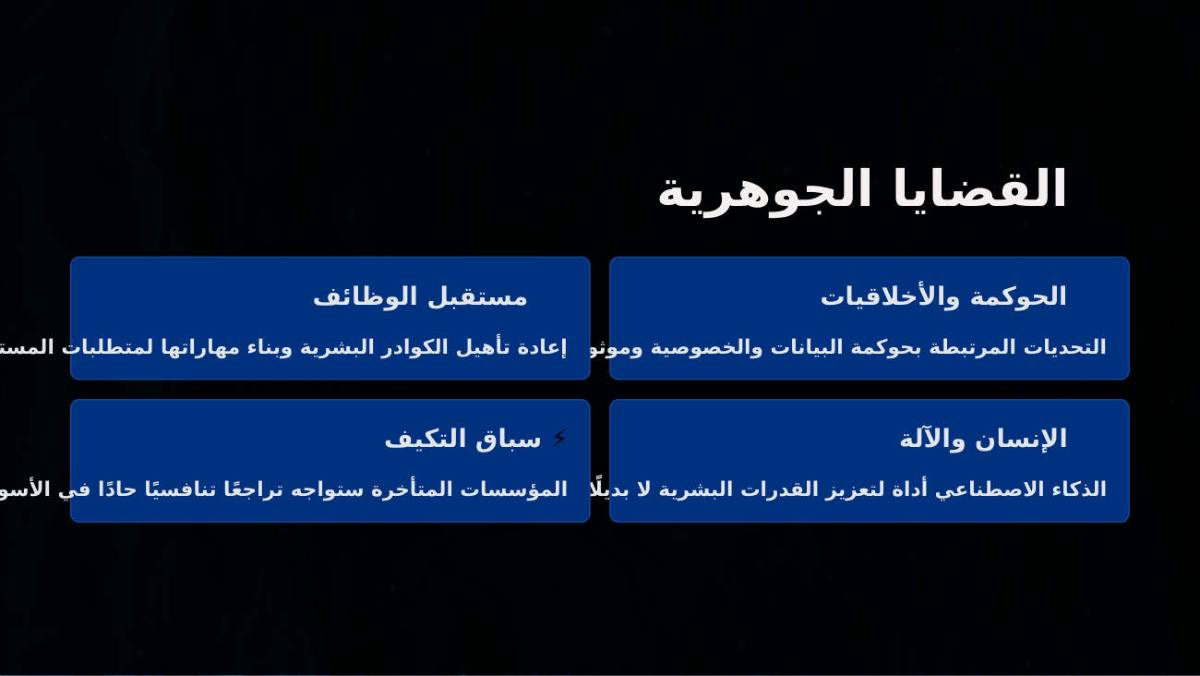 القضايا الجوهرية
الحوكمة والأخلاقيات
التحديات المرتبطة بحوكمة البيانات والخصوصية
مستقبل الوظائف
إعادة تأهيل الكوادر البشرية وبناء مهاراتها لمتطلبات
الإنسان والآلة
الذكاء الاصطناعي أداة لتعزيز القدرات البشرية لا بديلًا
⚡ سباق التكيف
المؤسسات المتأخرة ستواجه تراجعًا تنافسيًا حادًا في